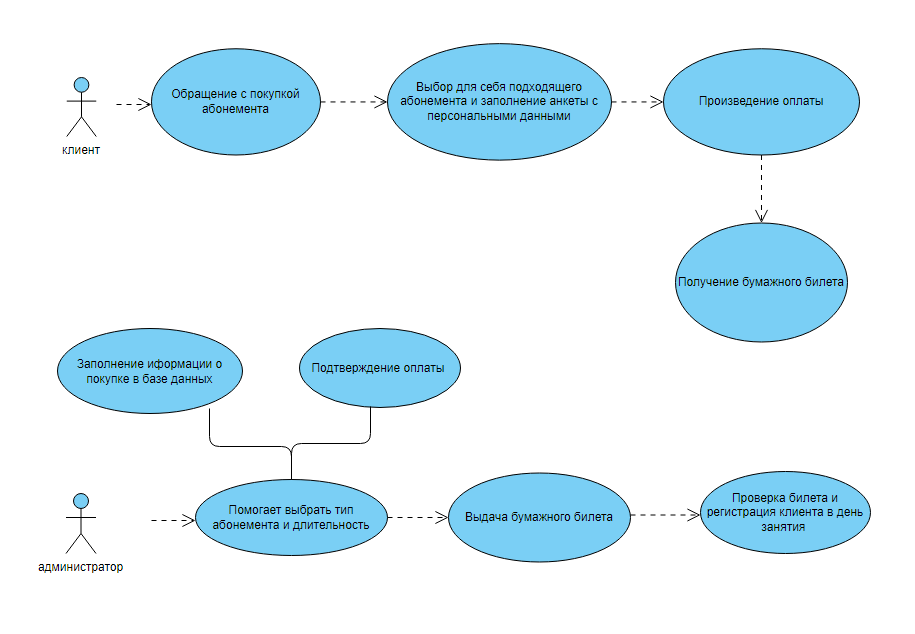 Обращение с покупкой
абонемента
Выбор для себя подходящего
абонемента и заполнение анкеты с
персональными данными
Произведение оплаты
клиент
Получение бумажного билета
Заполнение иформации о
покупке в базе данных
Подтверждение оплаты
Помогает выбрать тип
абонемента и длительность
Выдача бумажного билета
Проверка билета и
регистрация клиента в день
занятия
администратор